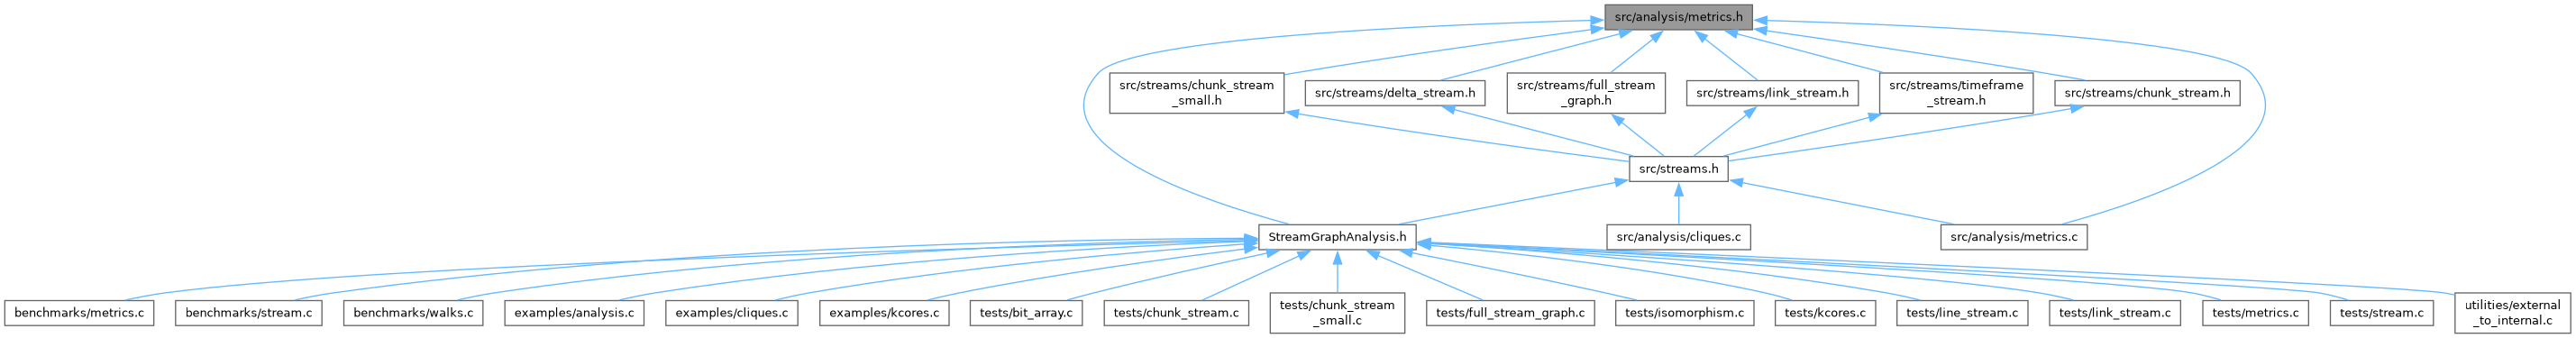 src/analysis/metrics.h
src/streams/chunk_stream
_small.h
src/streams/delta_stream.h
src/streams/full_stream
_graph.h
src/streams/link_stream.h
src/streams/timeframe
_stream.h
src/streams/chunk_stream.h
src/streams.h
StreamGraphAnalysis.h
src/analysis/cliques.c
src/analysis/metrics.c
benchmarks/metrics.c
benchmarks/stream.c
benchmarks/walks.c
examples/analysis.c
examples/cliques.c
examples/kcores.c
tests/bit_array.c
tests/chunk_stream.c
tests/chunk_stream
_small.c
tests/full_stream_graph.c
tests/isomorphism.c
tests/kcores.c
tests/line_stream.c
tests/link_stream.c
tests/metrics.c
tests/stream.c
utilities/external
_to_internal.c